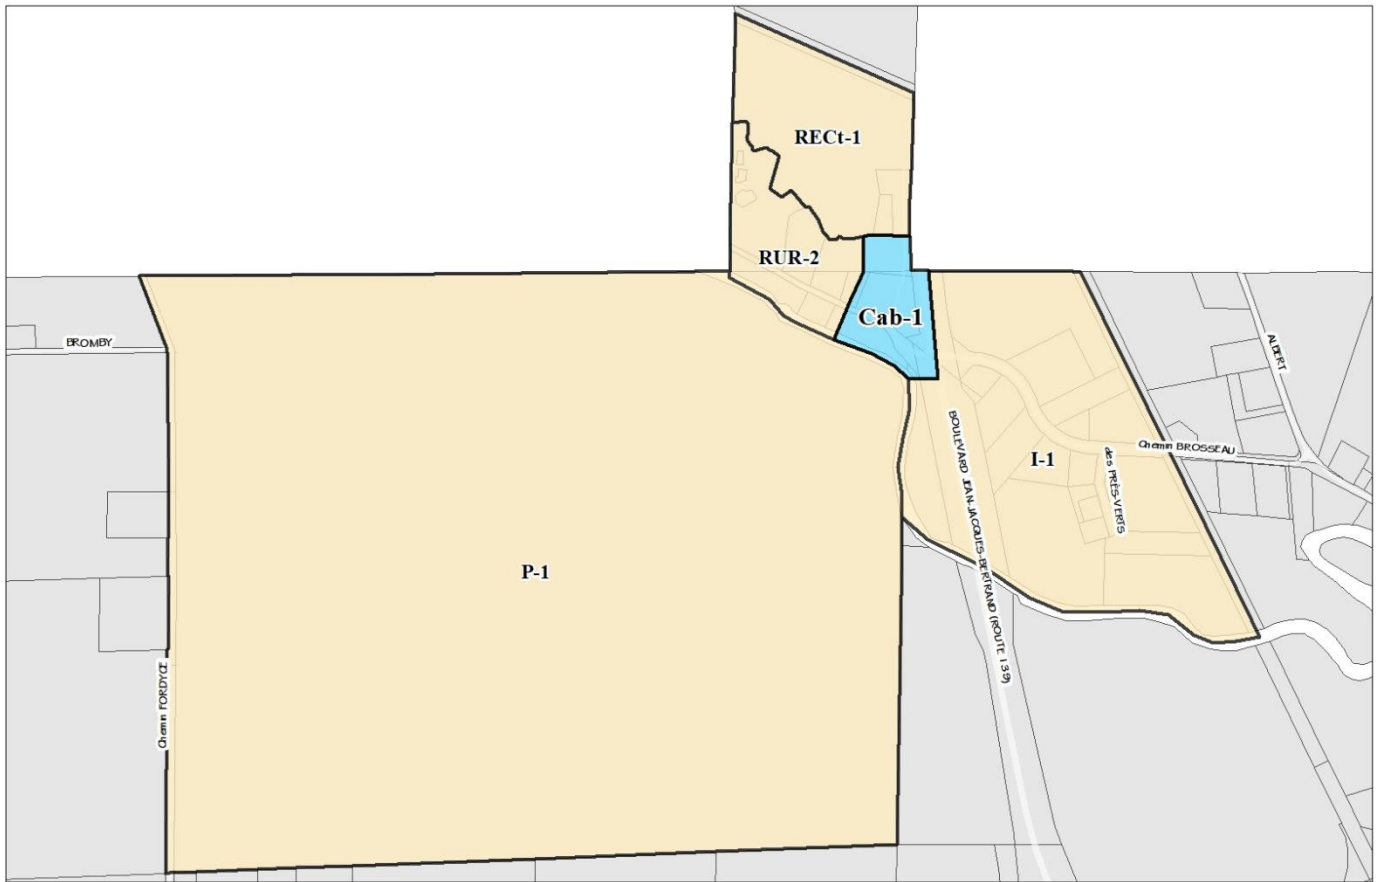 RECt-1
RUR-2
Cab-1
BROMBY
ALBERT
BOULEVARD JEAN-JACQUES-BERTRAND (ROUTE 139)
Chemin BROSSEAU
I-1
des PRÈS-VERTS
P-1
Chemin FORDYCE